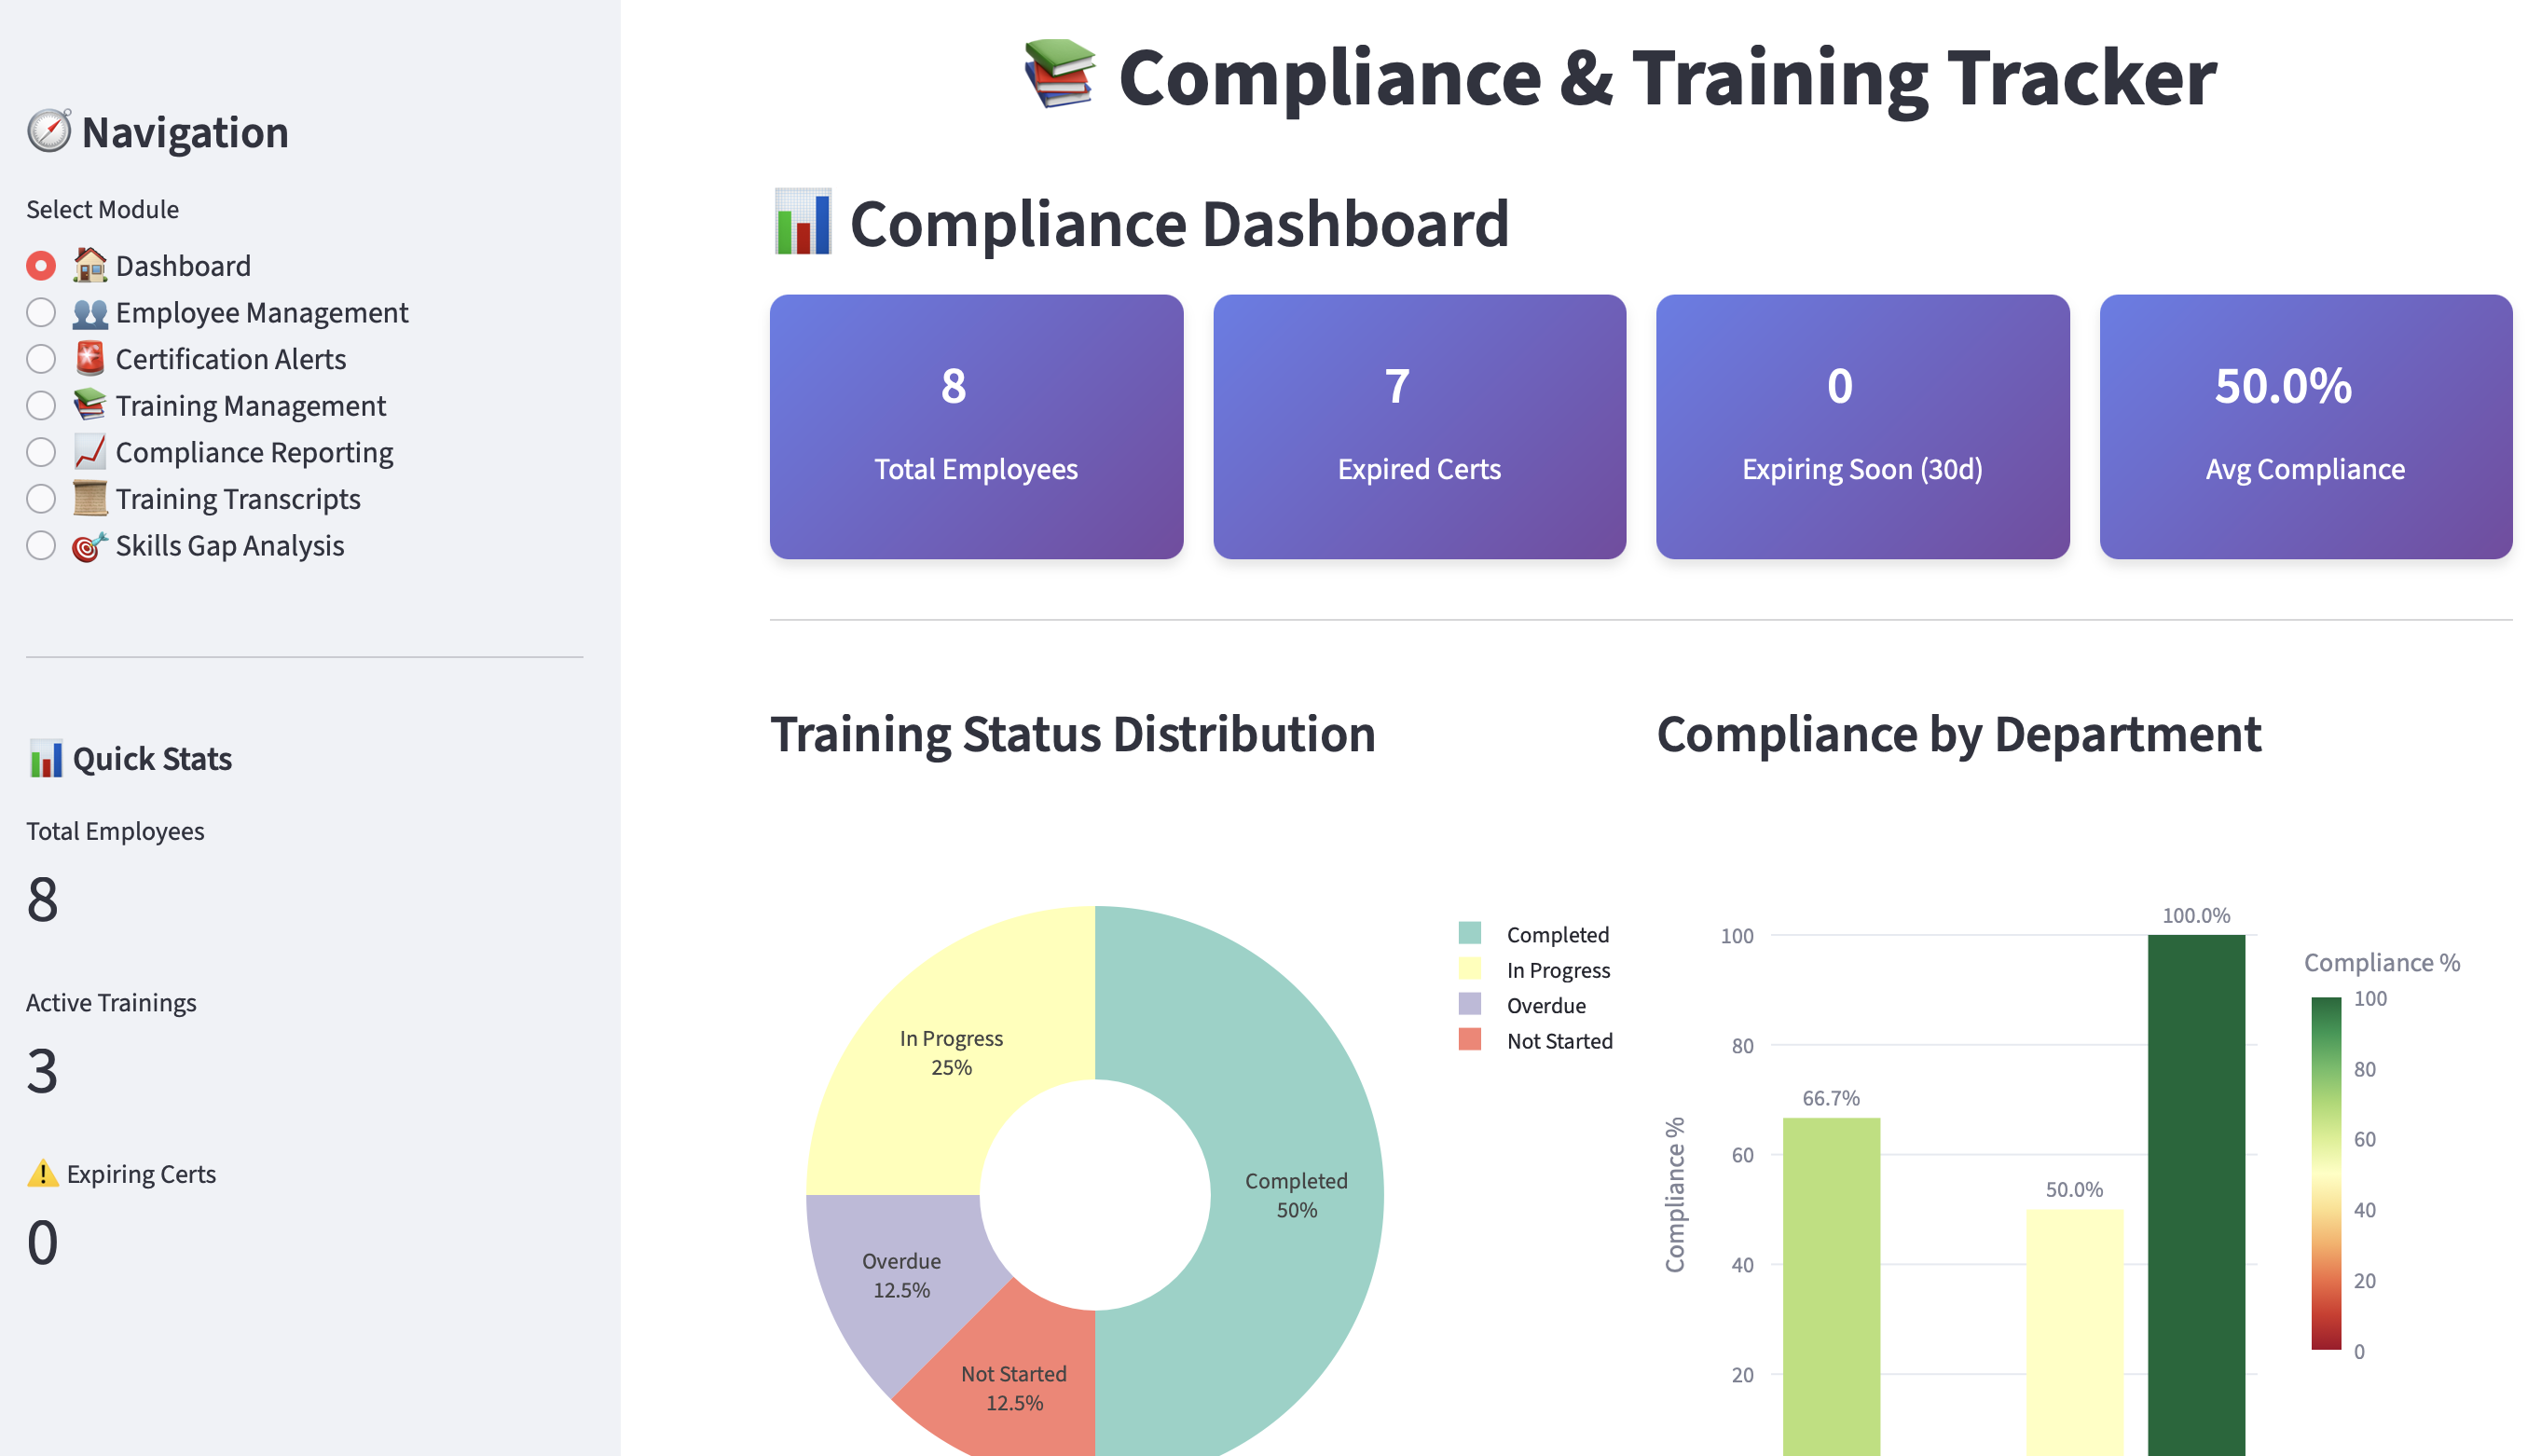 Navigation
Select Module
Dashboard
Employee Management
Certification Alerts
Training Management
Compliance Reporting
Training Transcripts
Skills Gap Analysis
Quick Stats
Total Employees
8
Active Trainings
3
Expiring Certs
0
Compliance & Training Tracker
Compliance Dashboard
8
Total Employees
7
Expired Certs
0
Expiring Soon (30d)
50.0%
Avg Compliance
Training Status Distribution
In Progress
25%
Completed
50%
Overdue
12.5%
Not Started
12.5%
Completed
In Progress
Overdue
Not Started
Compliance by Department
Compliance %
100
80
60
40
20
66.7%
50.0%
100.0%
Compliance %
100
80
60
40
20
0